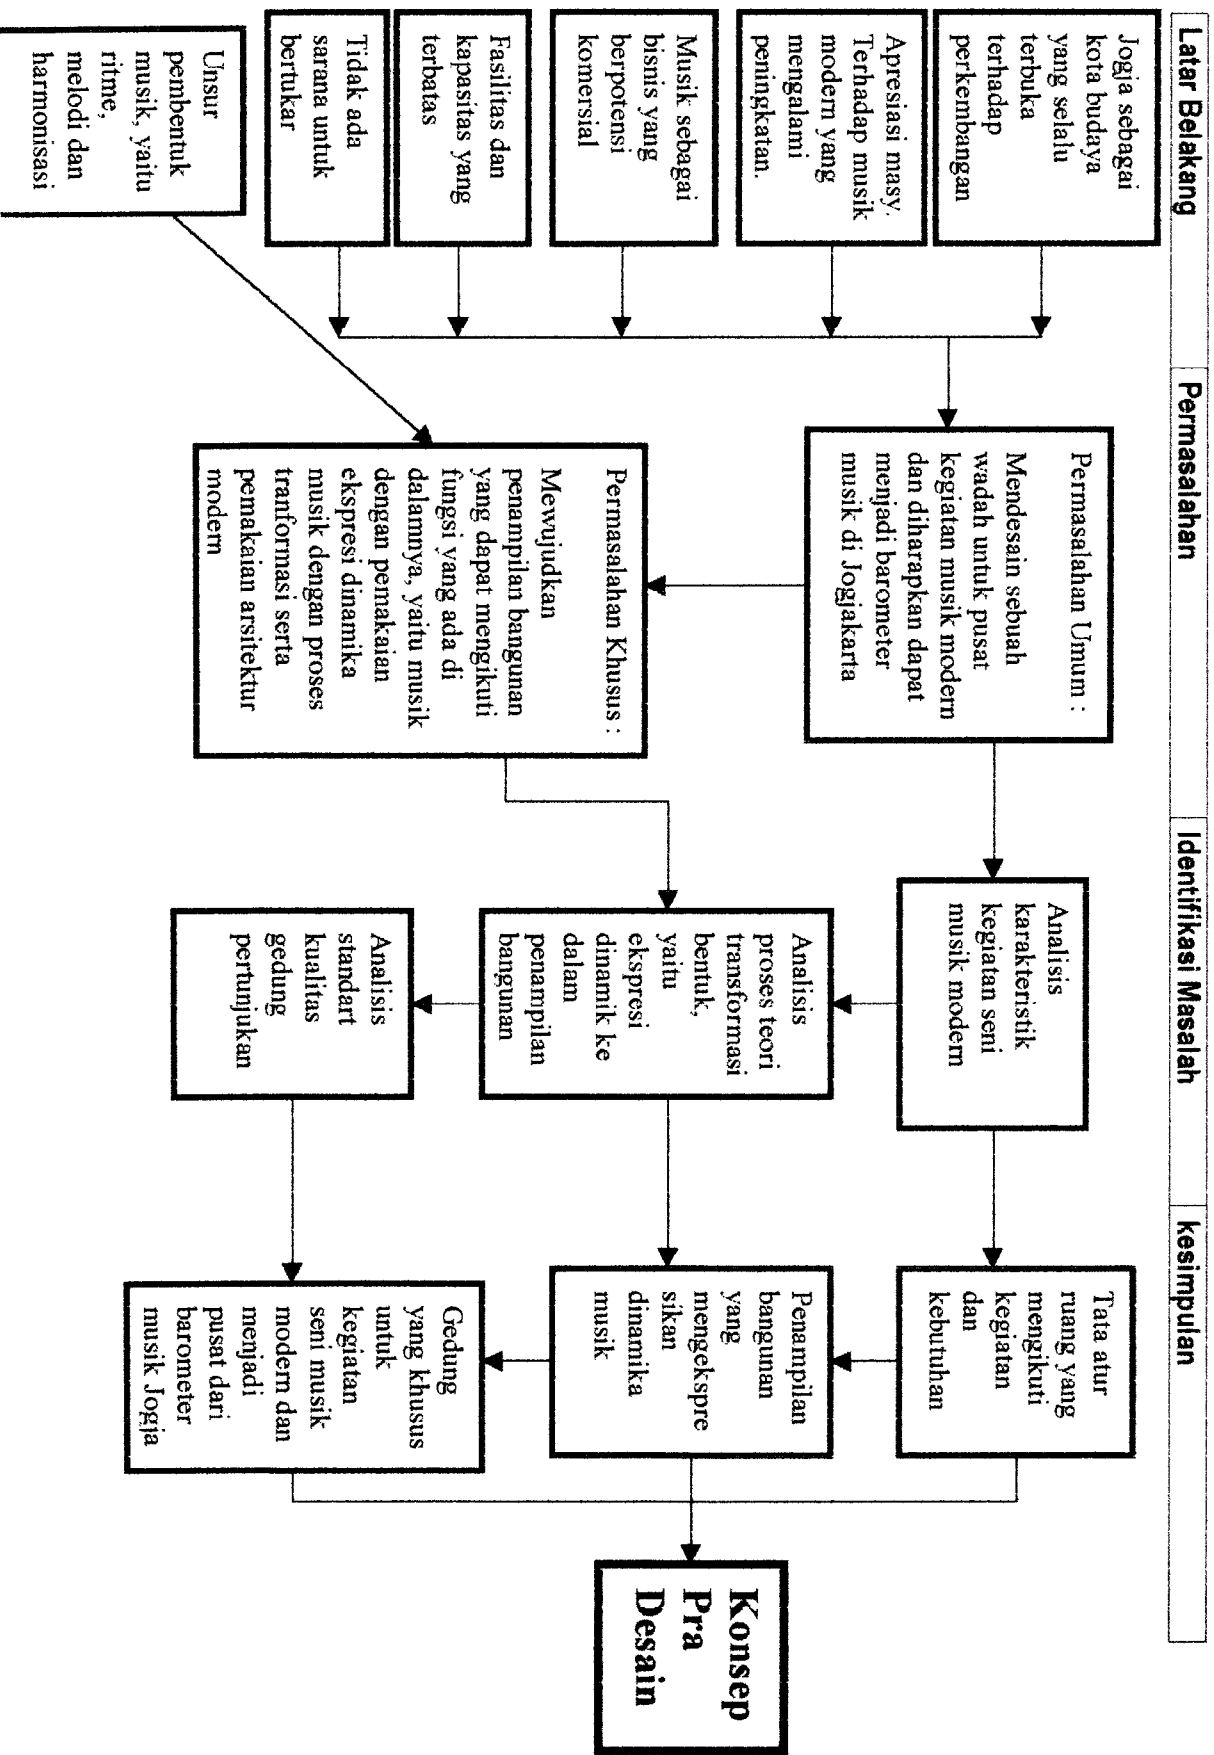 Latar Belakang
Permasalahan
Identifikasi Masalah
kesimpulan
Jogja sebagai
kota budaya
yang selalu
terbuka
terhadap
perkembangan
Apresiasi masy.
Terhadap musik
modern yang
mengalami
peningkatan.
Musik sebagai
bisnis yang
berpotensi
komersial
Fasilitas dan
kapasitas yang
terbatas
Tidak ada
sarana untuk
bertukar
Unsur
pembentuk
musik, yaitu
ritme,
melodi dan
harmonisasi
Permasalahan Umum :
Mendesain sebuah
wadah untuk pusat
kegiatan musik modern
dan diharapkan dapat
menjadi barometer
musik di Jogjakarta
Permasalahan Khusus :
Mewujudkan
penampilan bangunan
yang dapat mengikuti
fungsi yang ada di
dalamnya, yaitu musik
dengan pemakaian
ekspresi dinamika
musik dengan proses
tranformasi serta
pemakaian arsitektur
modern
Analisis
karakteristik
kegiatan seni
musik modern
Analisis
proses teori
transformasi
bentuk,
yaitu
ekspresi
dinamik ke
dalam
penampilan
bangunan
Analisis
standart
kualitas
gedung
pertunjukan
Tata atur
ruang yang
mengikuti
kegiatan
dan
kebutuhan
Penampilan
bangunan
yang
mengekspre
sikan
dinamika
musik
Gedung
yang khusus
untuk
kegiatan
seni musik
modern dan
menjadi
pusat dari
barometer
musik Jogja
Konsep
Pra
Desain